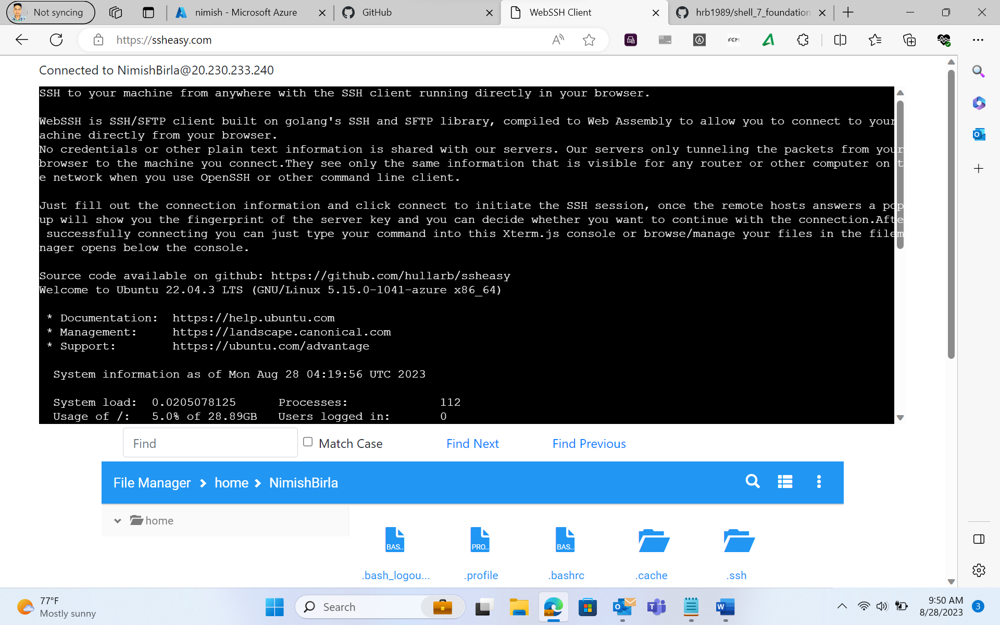 Not syncing
nimish - Microsoft Azure
GitHub
WebSSH Client
hrb1989/shell_7_foundation
https://ssheasy.com
Connected to NimishBirla@20.230.233.240
SSH to your machine from anywhere with the SSH client running directly in your browser.
WebSSH is SSH/SFTP client built on golang's SSH and SFTP library, compiled to Web Assembly to allow you to connect to your
achine directly from your browser.
No credentials or other plain text information is shared with our servers. Our servers only tunneling the packets from your
browser to the machine you connect.They see only the same information that is visible for any router or other computer on t
e network when you use OpenSSH or other command line client.
Just fill out the connection information and click connect to initiate the SSH session, once the remote hosts answers a pop
up will show you the fingerprint of the server key and you can decide whether you want to continue with the connection.Afte
successfully connecting you can just type your command into this Xterm.js console or browse/manage your files in the filem
nager opens below the console.
Source code available on github: https://github.com/hullarb/ssheasy
Welcome to Ubuntu 22.04.3 LTS (GNU/Linux 5.15.0-1041-azure x86_64)
* Documentation: https://help.ubuntu.com
* Management: https://landscape.canonical.com
* Support: https://ubuntu.com/advantage
System information as of Mon Aug 28 04:19:56 UTC 2023
System load: 0.0205078125 Processes: 112
Usage of /: 5.0% of 28.89GB Users logged in: 0
Find
Match Case
Find Next
Find Previous
File Manager > home > NimishBirla
home
BAS..
PRO..
BAS..
.bash_logou...
.profile
.bashrc
.cache
.ssh
77°F
Mostly sunny
Search
9:50 AM
8/28/2023
3